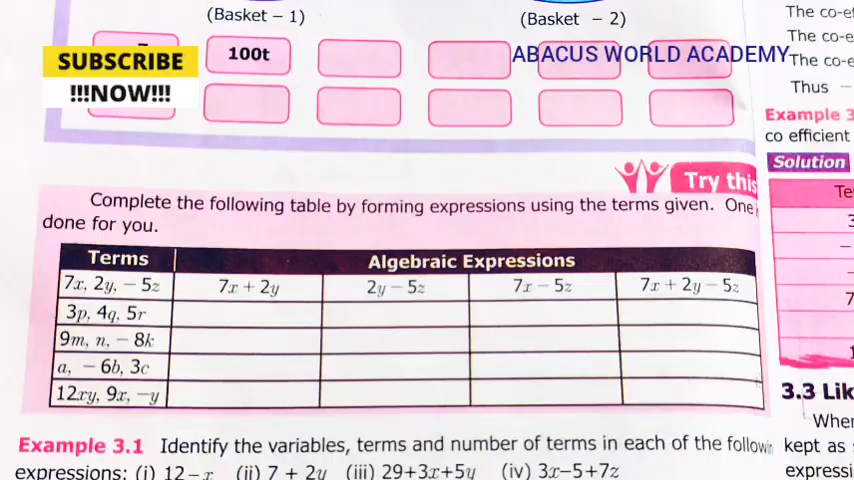 (Basket – 1)
(Basket – 2)
SUBSCRIBE
!!!NOW!!!
100t
ABACUS WORLD ACADEMY
The co-e
The co-e
The co-e
Thus –
Example 3
co efficient
Solution
Try this
Complete the following table by forming expressions using the terms given. One
done for you.
Terms Algebraic Expressions
7x, 2y, – 5z 7x + 2y 2y – 5z 7x – 5z 7x + 2y – 5z
3p, 4q, 5r
9m, n, – 8k
a, – 6b, 3c
12xy, 9x, –y
Example 3.1 Identify the variables, terms and number of terms in each of the followin
expressions: (i) 12–x (ii) 7 + 2y (iii) 29+3x+5y (iv) 3x–5+7z
Te
3.3 Lik
Wher
kept as
expressi